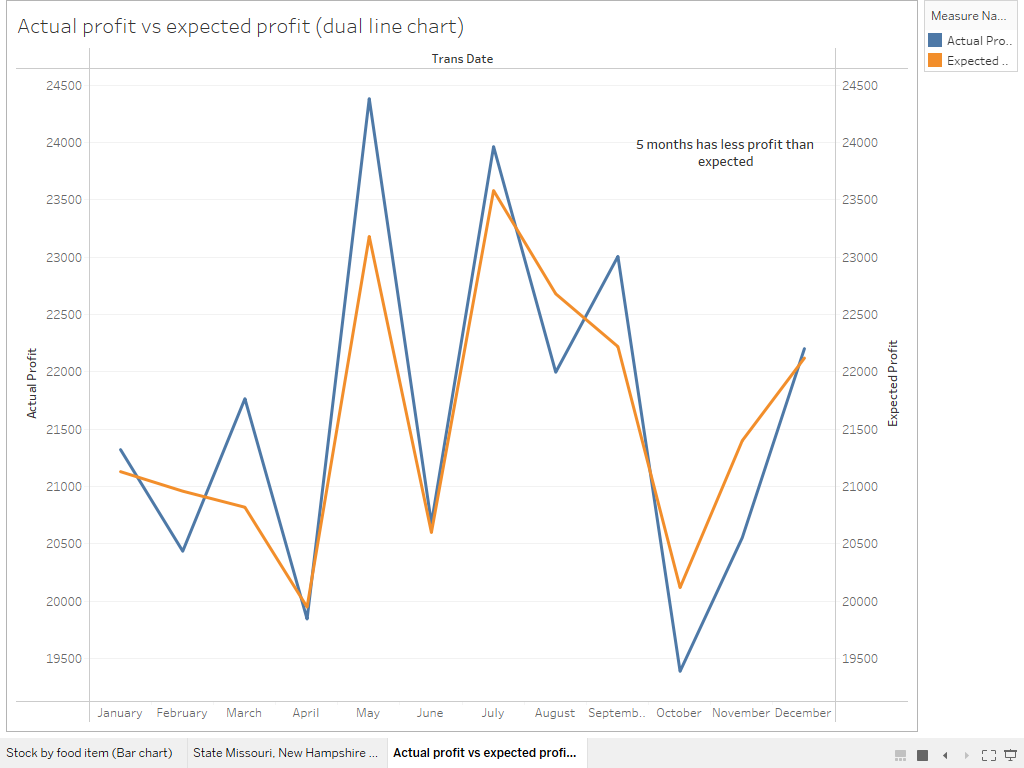 Actual profit vs expected profit (dual line chart)
Measure Na...
Actual Pro..
Expected ..
Trans Date
24500
24000
23500
23000
22500
22000
21500
21000
20500
20000
19500
Actual Profit
5 months has less profit than
expected
24500
24000
23500
23000
22500
22000
21500
21000
20500
20000
19500
Expected Profit
January February March April May June July August Septemb.. October November December
Stock by food item (Bar chart) State Missouri, New Hampshire ... Actual profit vs expected profi...